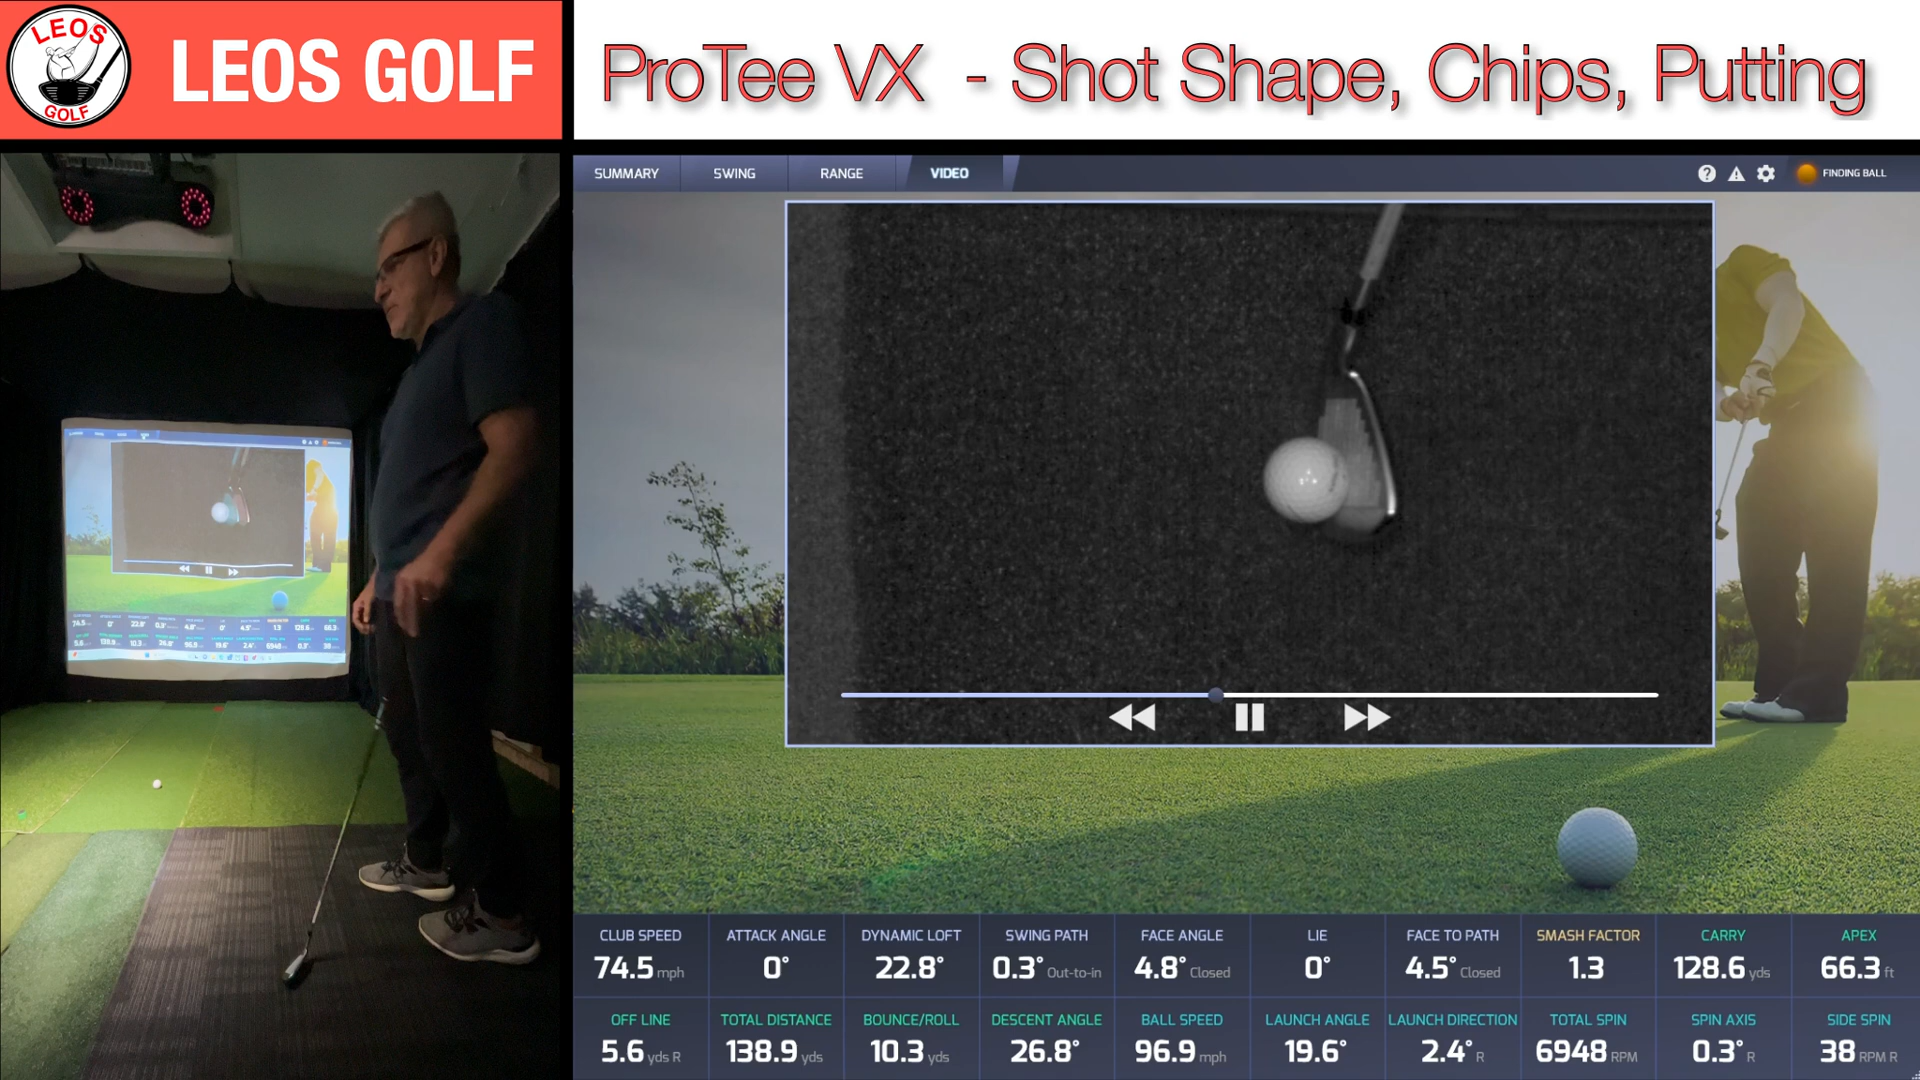 LEOS
GOLF
LEOS GOLF
ProTee VX - Shot Shape, Chips, Putting
SUMMARY SWING RANGE VIDEO
FINDING BALL
CLUB SPEED ATTACK ANGLE DYNAMIC LOFT SWING PATH FACE ANGLE LIE FACE TO PATH SMASH FACTOR CARRY APEX
74.5 mph 0° 22.8° 0.3° Out-to-in 4.8° Closed 0° 4.5° Closed 1.3 128.6 yds 66.3 ft
OFF LINE TOTAL DISTANCE BOUNCE/ROLL DESCENT ANGLE BALL SPEED LAUNCH ANGLE LAUNCH DIRECTION TOTAL SPIN SPIN AXIS SIDE SPIN
5.6 yds R 138.9 yds 10.3 yds 26.8° 96.9 mph 19.6° 2.4° R 6948 RPM 0.3° R 38 RPM R